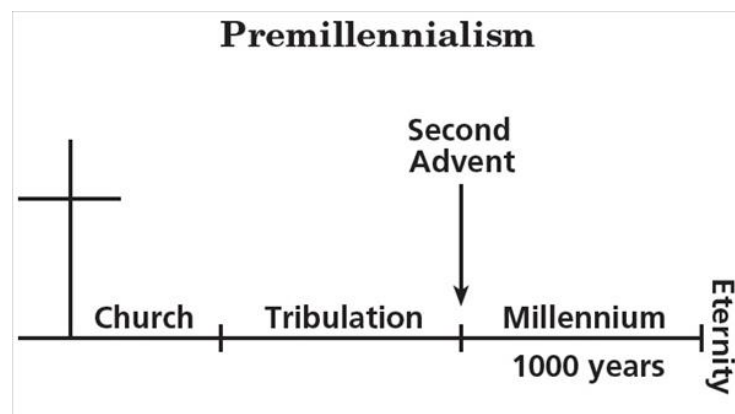 Premillennialism
Second
Advent
Church
Tribulation
Millennium
1000 years
Eternity